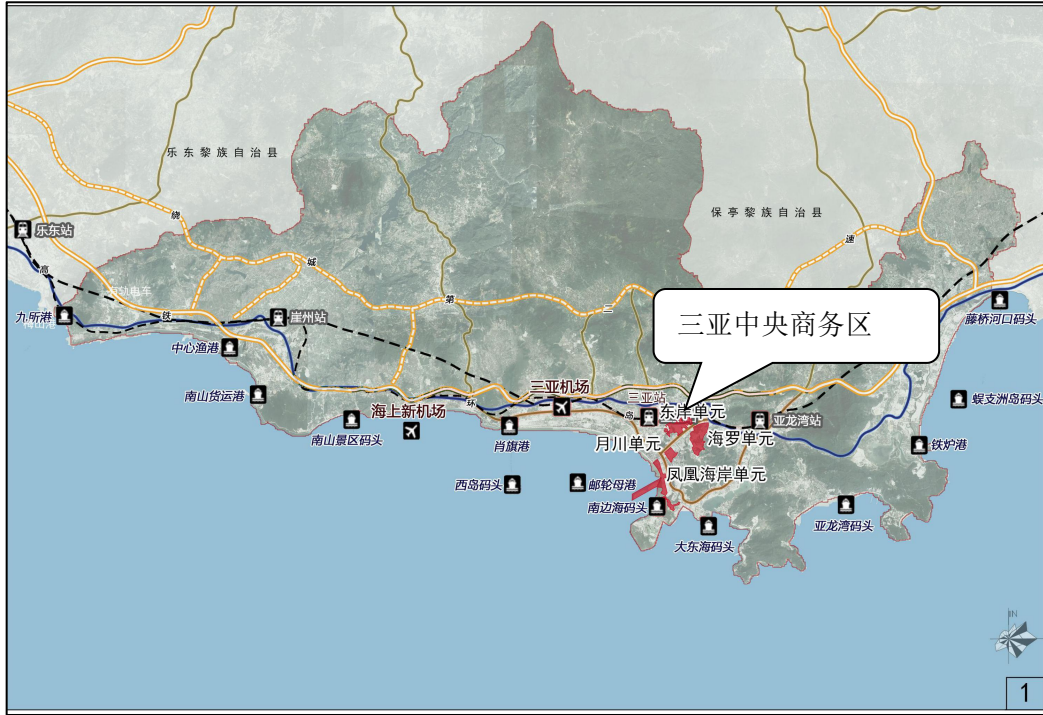 乐东黎族自治县
保亭黎族自治县
绕
城
第
二
速
乐东站
高
有轨电车
铁
九所港
梅山港
崖州站
中心渔港
南山货运港
南山景区码头
海上新机场
环
三亚机场
肖旗港
西岛码头
邮轮母港
三亚中央商务区
三亚站
高
东岸单元
月川单元
海罗单元
亚龙湾站
凤凰海岸单元
南边海码头
大东海码头
亚龙湾码头
铁炉港
蜈支洲岛码头
藤桥河口码头
1